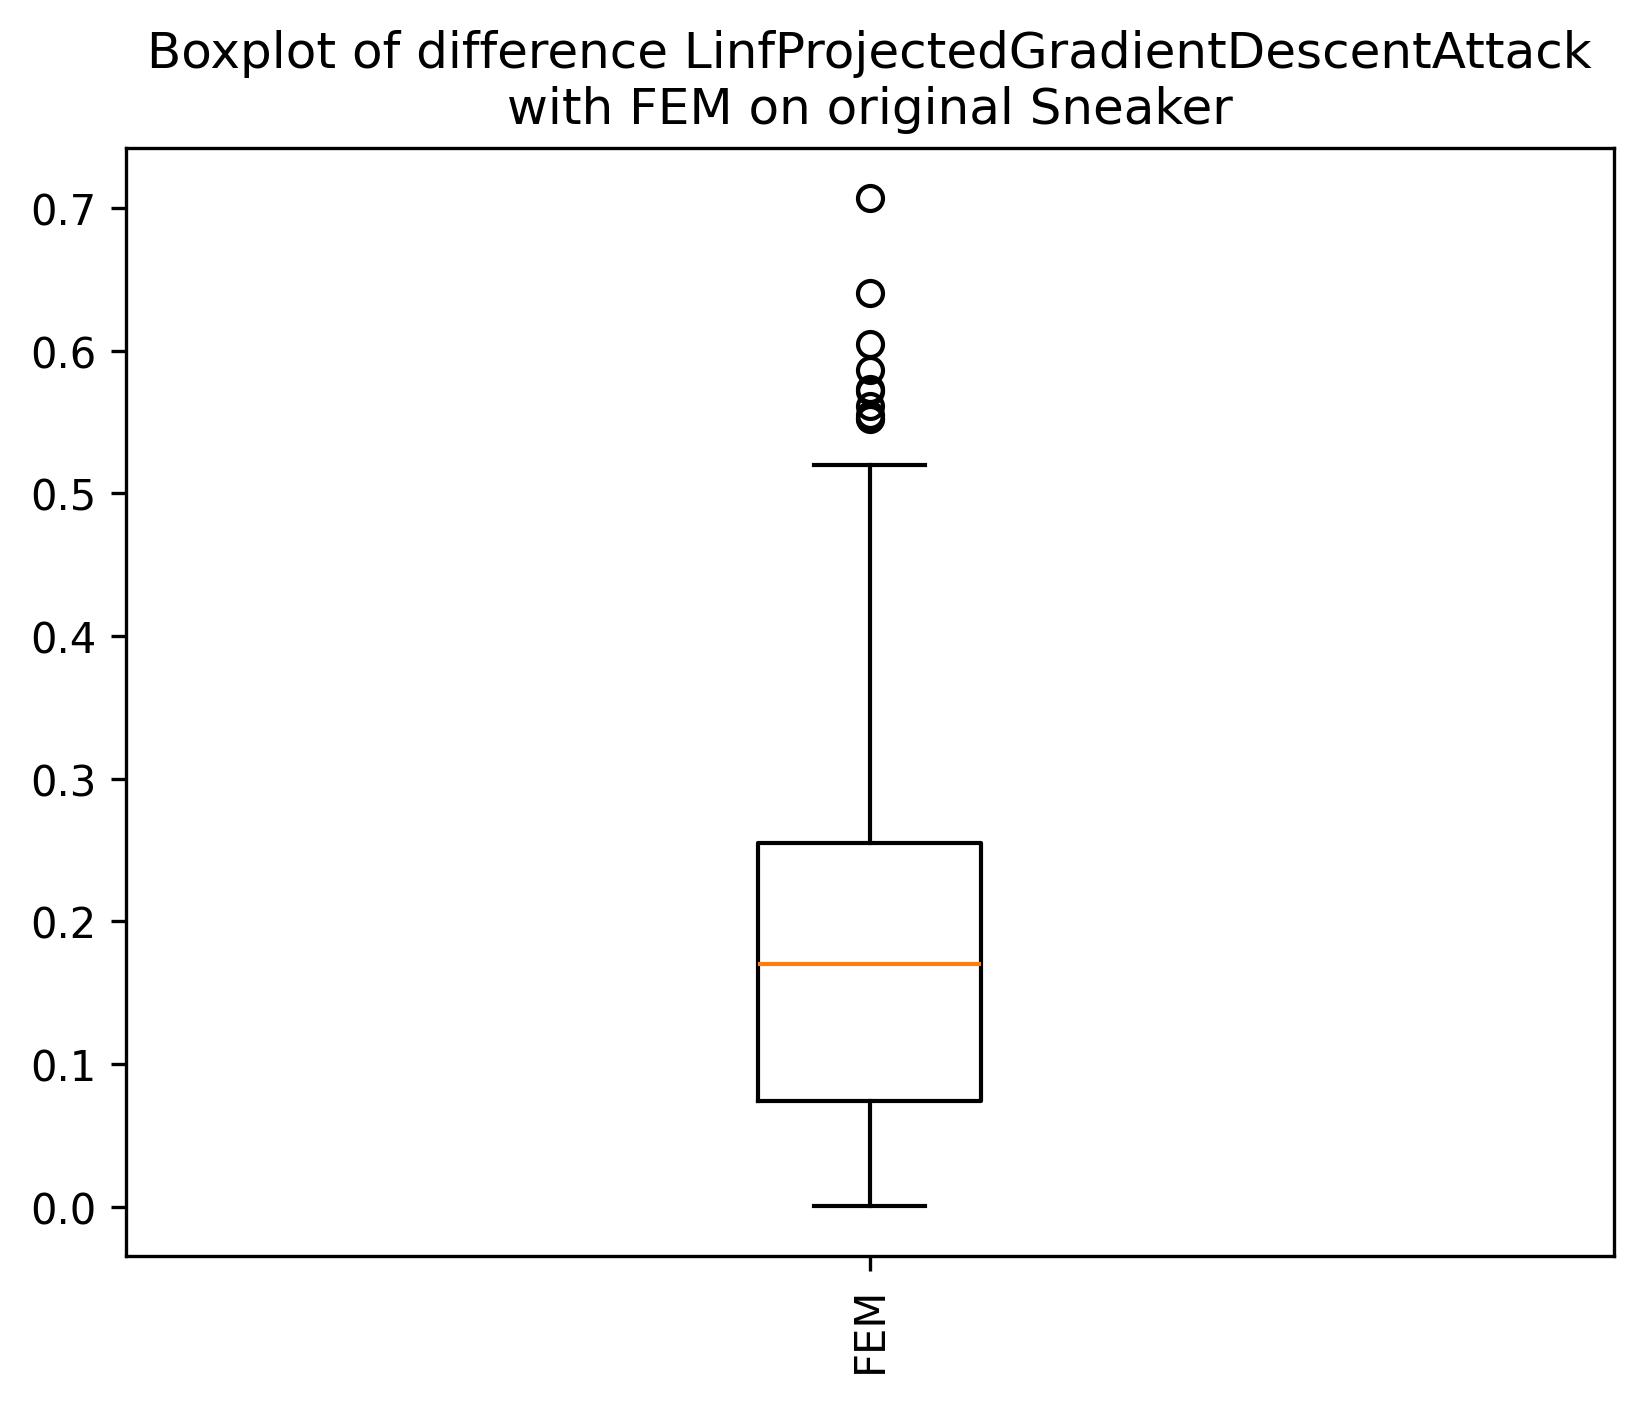 Boxplot of difference LinfProjectedGradientDescentAttack
with FEM on original Sneaker
0.7
0.6
0.5
0.4
0.3
0.2
0.1
0.0
FEM